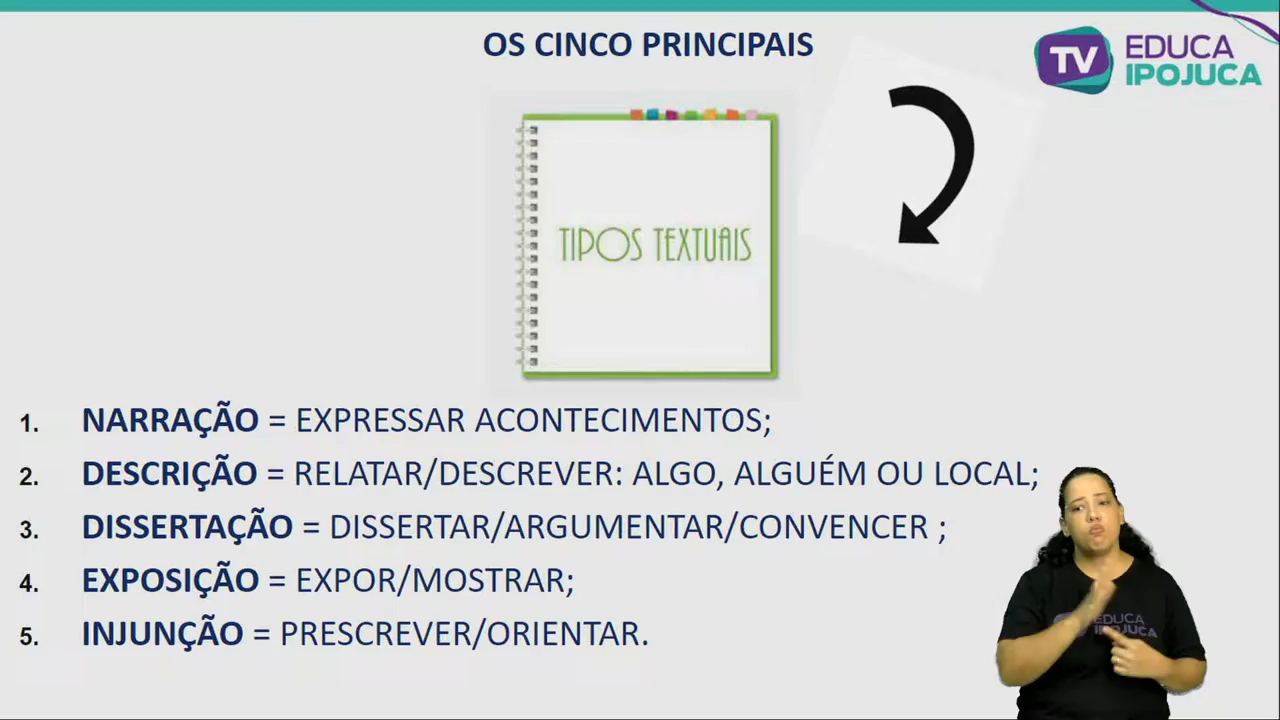 OS CINCO PRINCIPAIS
TV EDUCA
IPOJUCA
TIPOS TEXTUAIS
1. NARRAÇÃO = EXPRESSAR ACONTECIMENTOS;
2. DESCRIÇÃO = RELATAR/DESCREVER: ALGO, ALGUÉM OU LOCAL;
3. DISSERTAÇÃO = DISSERTAR/ARGUMENTAR/CONVENCER ;
4. EXPOSIÇÃO = EXPOR/MOSTRAR;
5. INJUNÇÃO = PRESCREVER/ORIENTAR.
EDUCA
IPOJUCA